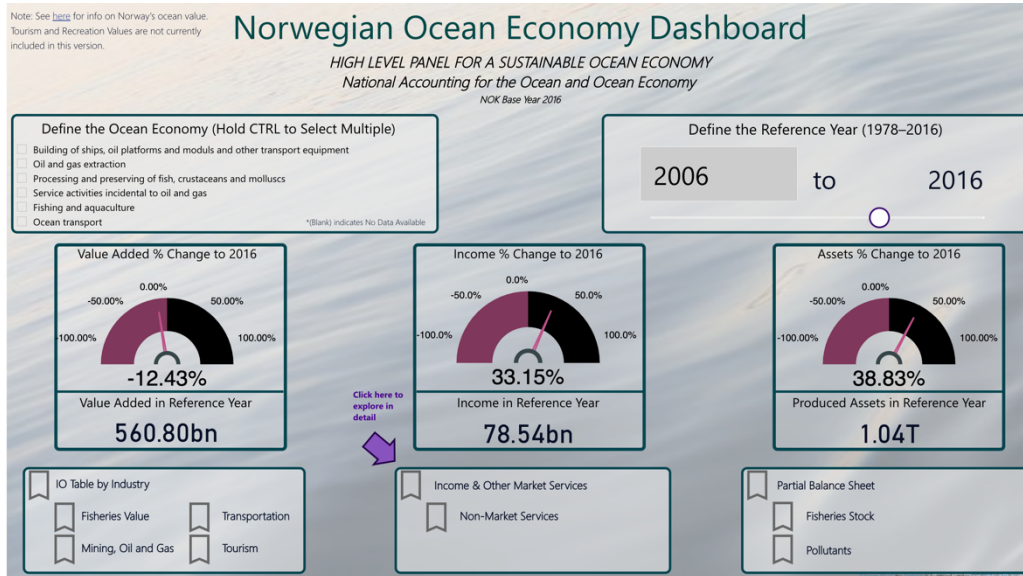 Note: See here for info on Norway's ocean value.
Tourism and Recreation Values are not currently
included in this version.
Norwegian Ocean Economy Dashboard
HIGH LEVEL PANEL FOR A SUSTAINABLE OCEAN ECONOMY
National Accounting for the Ocean and Ocean Economy
NOK Base Year 2016
Define the Ocean Economy (Hold CTRL to Select Multiple)
Building of ships, oil platforms and moduls and other transport equipment
Oil and gas extraction
Processing and preserving of fish, crustaceans and molluscs
Service activities incidental to oil and gas
Fishing and aquaculture
Ocean transport
*(Blank) indicates No Data Available
Define the Reference Year (1978–2016)
2006 to 2016
Value Added % Change to 2016
0.00%
-50.00% 50.00%
-100.00% 100.00%
-12.43%
Value Added in Reference Year
560.80bn
Income % Change to 2016
0.0%
-50.0% 50.0%
-100.0% 100.0%
33.15%
Income in Reference Year
78.54bn
Assets % Change to 2016
0.00%
-50.00% 50.00%
-100.00% 100.00%
38.83%
Produced Assets in Reference Year
1.04T
Click here to
explore in
detail
IO Table by Industry
Fisheries Value Transportation
Mining, Oil and Gas Tourism
Income & Other Market Services
Non-Market Services
Partial Balance Sheet
Fisheries Stock
Pollutants